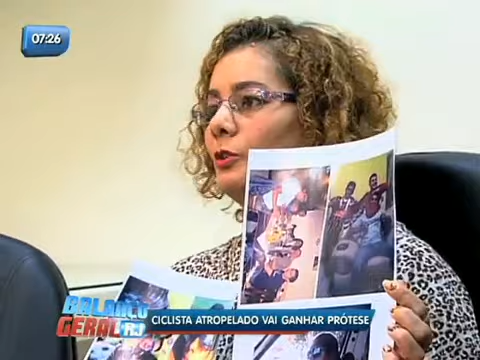 07:26
BALANÇO
GERAL RJ
CICLISTA ATROPELADO VAI GANHAR PRÓTESE